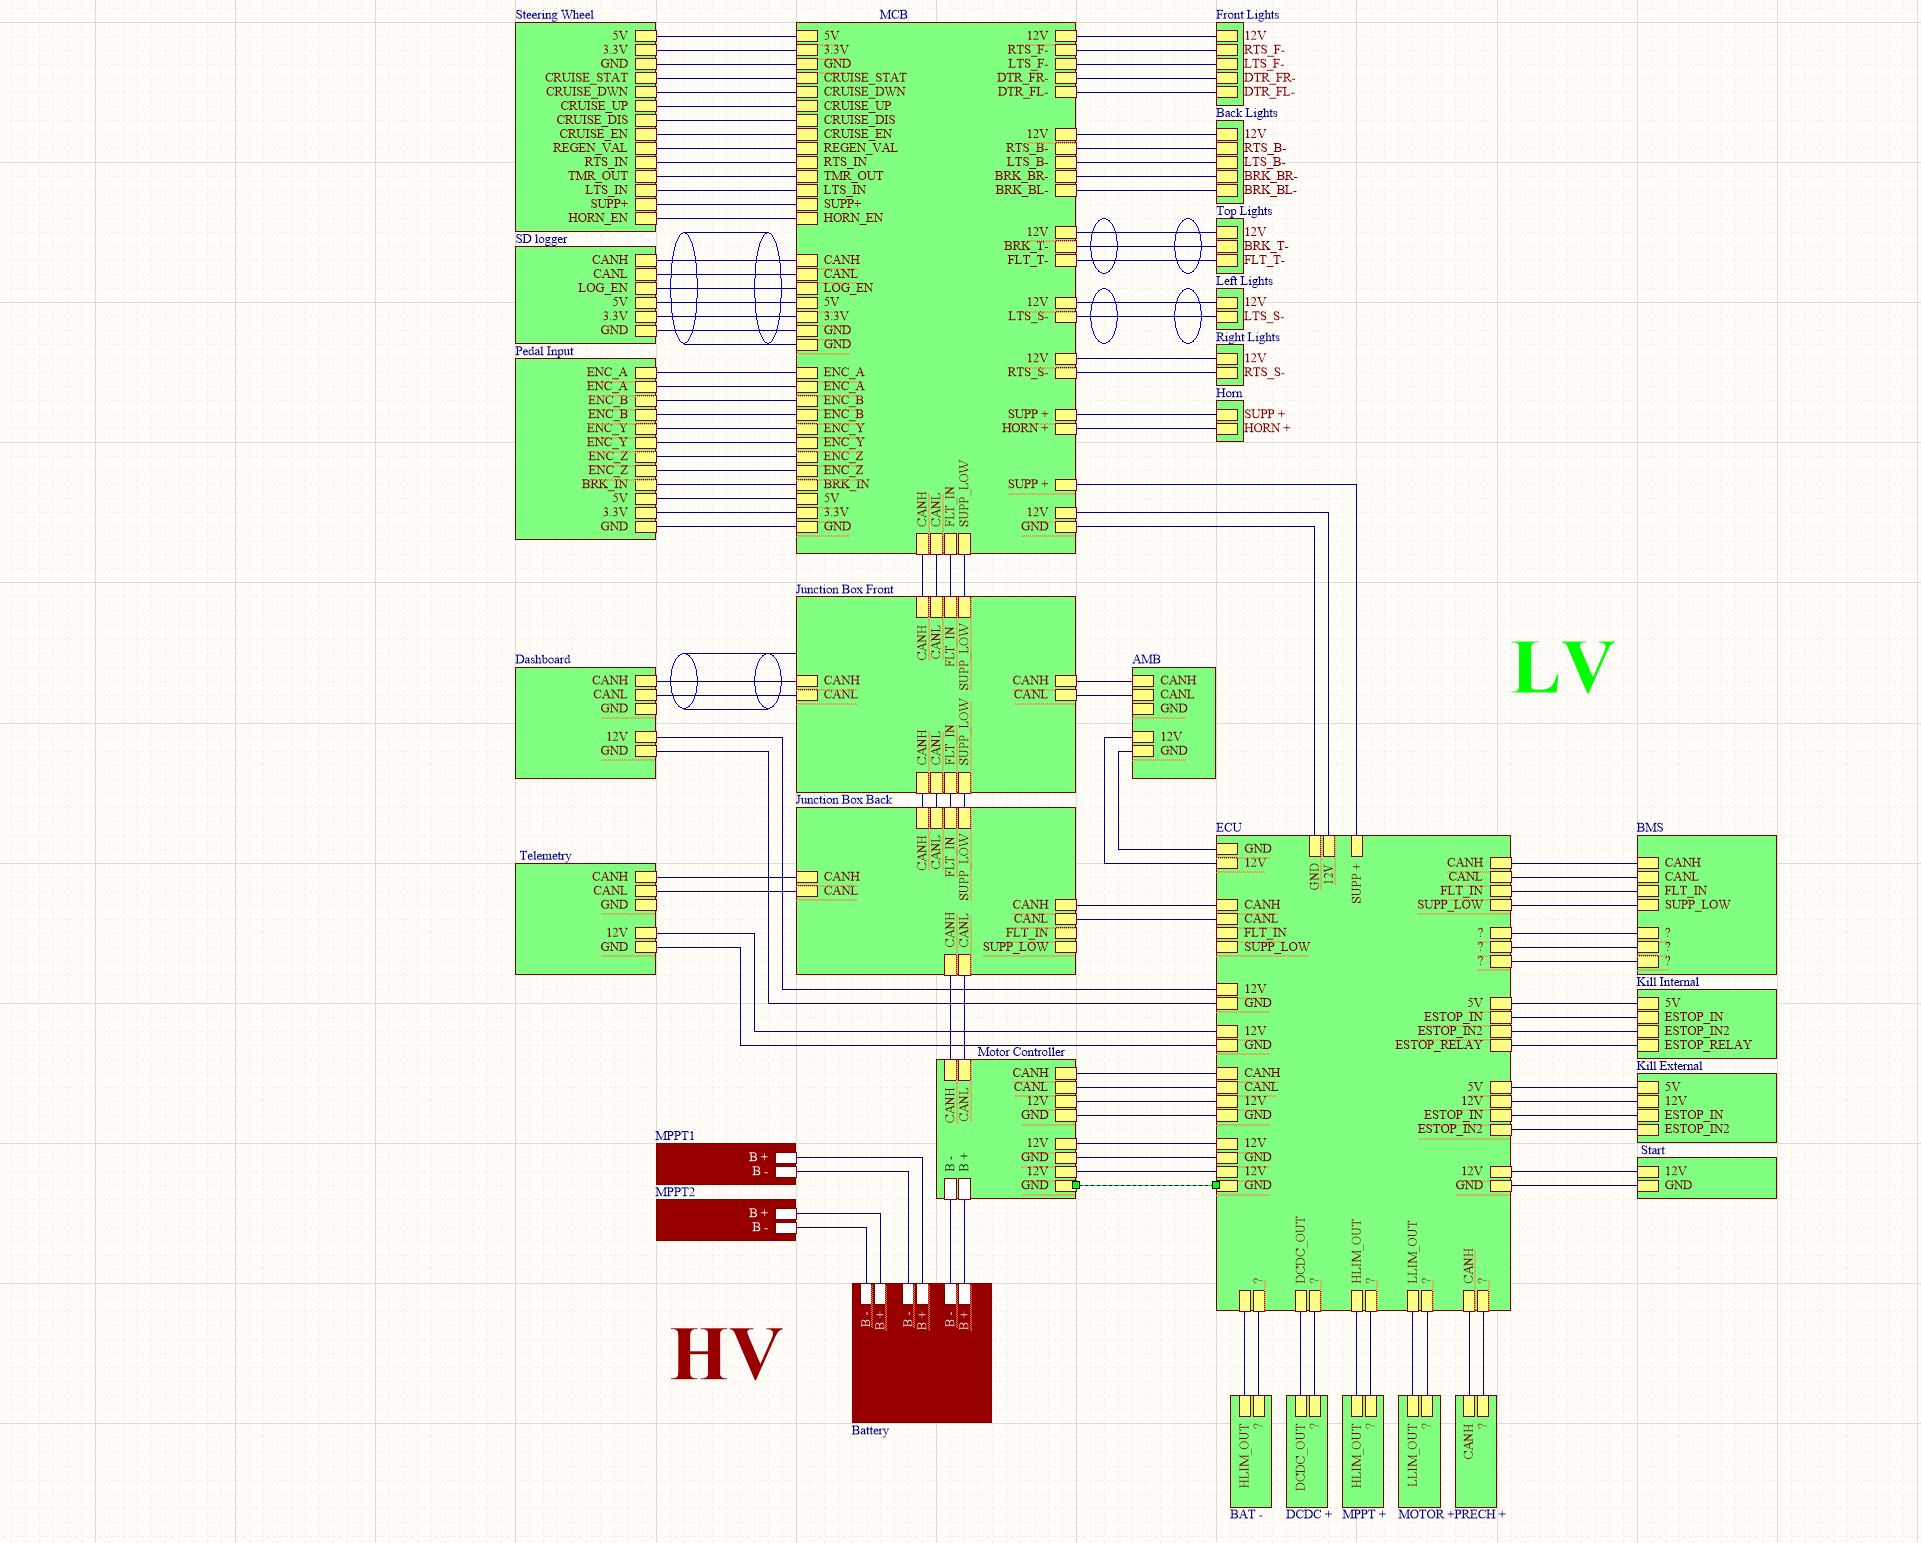 Steering Wheel
5V
3.3V
GND
CRUISE_STAT
CRUISE_DWN
CRUISE_UP
CRUISE_DIS
CRUISE_EN
REGEN_VAL
RTS_IN
TMR_OUT
LTS_IN
SUPP+
HORN_EN
SD logger
CANH
CANL
LOG_EN
5V
3.3V
GND
Pedal Input
ENC_A
ENC_A
ENC_B
ENC_B
ENC_Y
ENC_Y
ENC_Z
ENC_Z
BRK_IN
5V
3.3V
GND
MCB
5V
3.3V
GND
CRUISE_STAT
CRUISE_DWN
CRUISE_UP
CRUISE_DIS
CRUISE_EN
REGEN_VAL
RTS_IN
TMR_OUT
LTS_IN
SUPP+
HORN_EN
CANH
CANL
LOG_EN
5V
3.3V
GND
GND
ENC_A
ENC_A
ENC_B
ENC_B
ENC_Y
ENC_Y
ENC_Z
ENC_Z
BRK_IN
5V
3.3V
GND
12V
RTS_F-
LTS_F-
DTR_FR-
DTR_FL-
12V
RTS_B-
LTS_B-
BRK_BR-
BRK_BL-
12V
BRK_T-
FLT_T-
12V
LTS_S-
12V
RTS_S-
SUPP +
HORN +
SUPP +
12V
GND
CANH
CANL
FLT_IN
SUPP_LOW
Front Lights
12V
RTS_F-
LTS_F-
DTR_FR-
DTR_FL-
Back Lights
12V
RTS_B-
LTS_B-
BRK_BR-
BRK_BL-
Top Lights
12V
BRK_T-
FLT_T-
Left Lights
12V
LTS_S-
Right Lights
12V
RTS_S-
Horn
SUPP +
HORN +
Junction Box Front
CANH
CANL
FLT_IN
SUPP_LOW
CANH
CANL
CANH
CANL
CANH
CANL
FLT_IN
SUPP_LOW
Dashboard
CANH
CANL
GND
12V
GND
AMB
CANH
CANL
GND
12V
GND
LV
Junction Box Back
CANH
CANL
FLT_IN
SUPP_LOW
CANH
CANL
CANH
CANL
FLT_IN
SUPP_LOW
CANH
CANL
Telemetry
CANH
CANL
GND
12V
GND
ECU
GND
12V
CANH
CANL
FLT_IN
SUPP_LOW
12V
GND
12V
GND
CANH
CANL
12V
GND
12V
GND
12V
GND
GND
12V
SUPP +
CANH
CANL
FLT_IN
SUPP_LOW
?
?
?
5V
ESTOP_IN
ESTOP_IN2
ESTOP_RELAY
5V
12V
ESTOP_IN
ESTOP_IN2
12V
GND
?
DCDC_OUT
?
HLIM_OUT
?
LLIM_OUT
?
CANH
?
BMS
CANH
CANL
FLT_IN
SUPP_LOW
?
?
?
Kill Internal
5V
ESTOP_IN
ESTOP_IN2
ESTOP_RELAY
Kill External
5V
12V
ESTOP_IN
ESTOP_IN2
Start
12V
GND
Motor Controller
CANH
CANL
CANH
CANL
12V
GND
12V
GND
12V
GND
B -
B +
MPPT1
B +
B -
MPPT2
B +
B -
HV
B -
B +
B -
B +
B -
B +
Battery
HLIM_OUT
?
BAT -
DCDC_OUT
?
DCDC +
HLIM_OUT
?
MPPT +
LLIM_OUT
?
MOTOR +
CANH
?
PRECH +